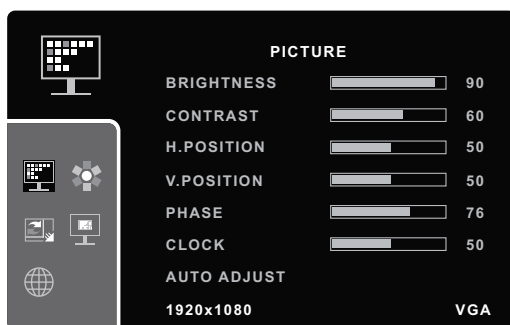 PICTURE
BRIGHTNESS 90
CONTRAST 60
H.POSITION 50
V.POSITION 50
PHASE 76
CLOCK 50
AUTO ADJUST
1920x1080 VGA